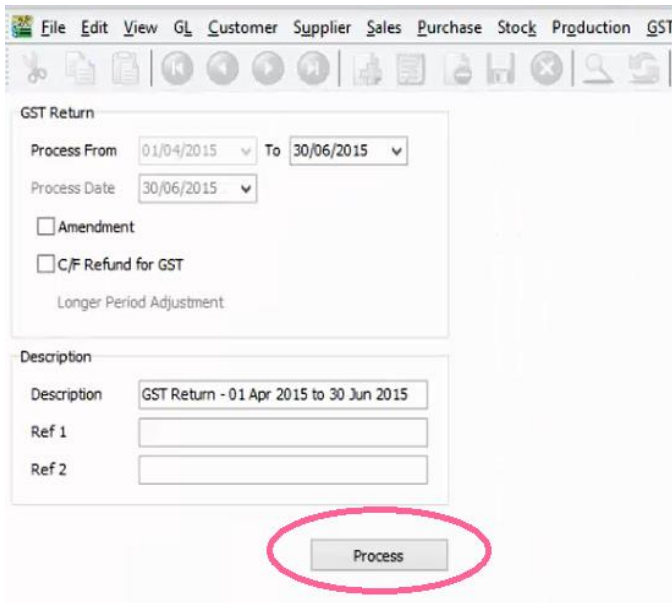 File Edit View GL Customer Supplier Sales Purchase Stock Production GST
GST Return
Process From 01/04/2015 To 30/06/2015
Process Date 30/06/2015
Amendment
C/F Refund for GST
Longer Period Adjustment
Description
Description GST Return - 01 Apr 2015 to 30 Jun 2015
Ref 1
Ref 2
Process